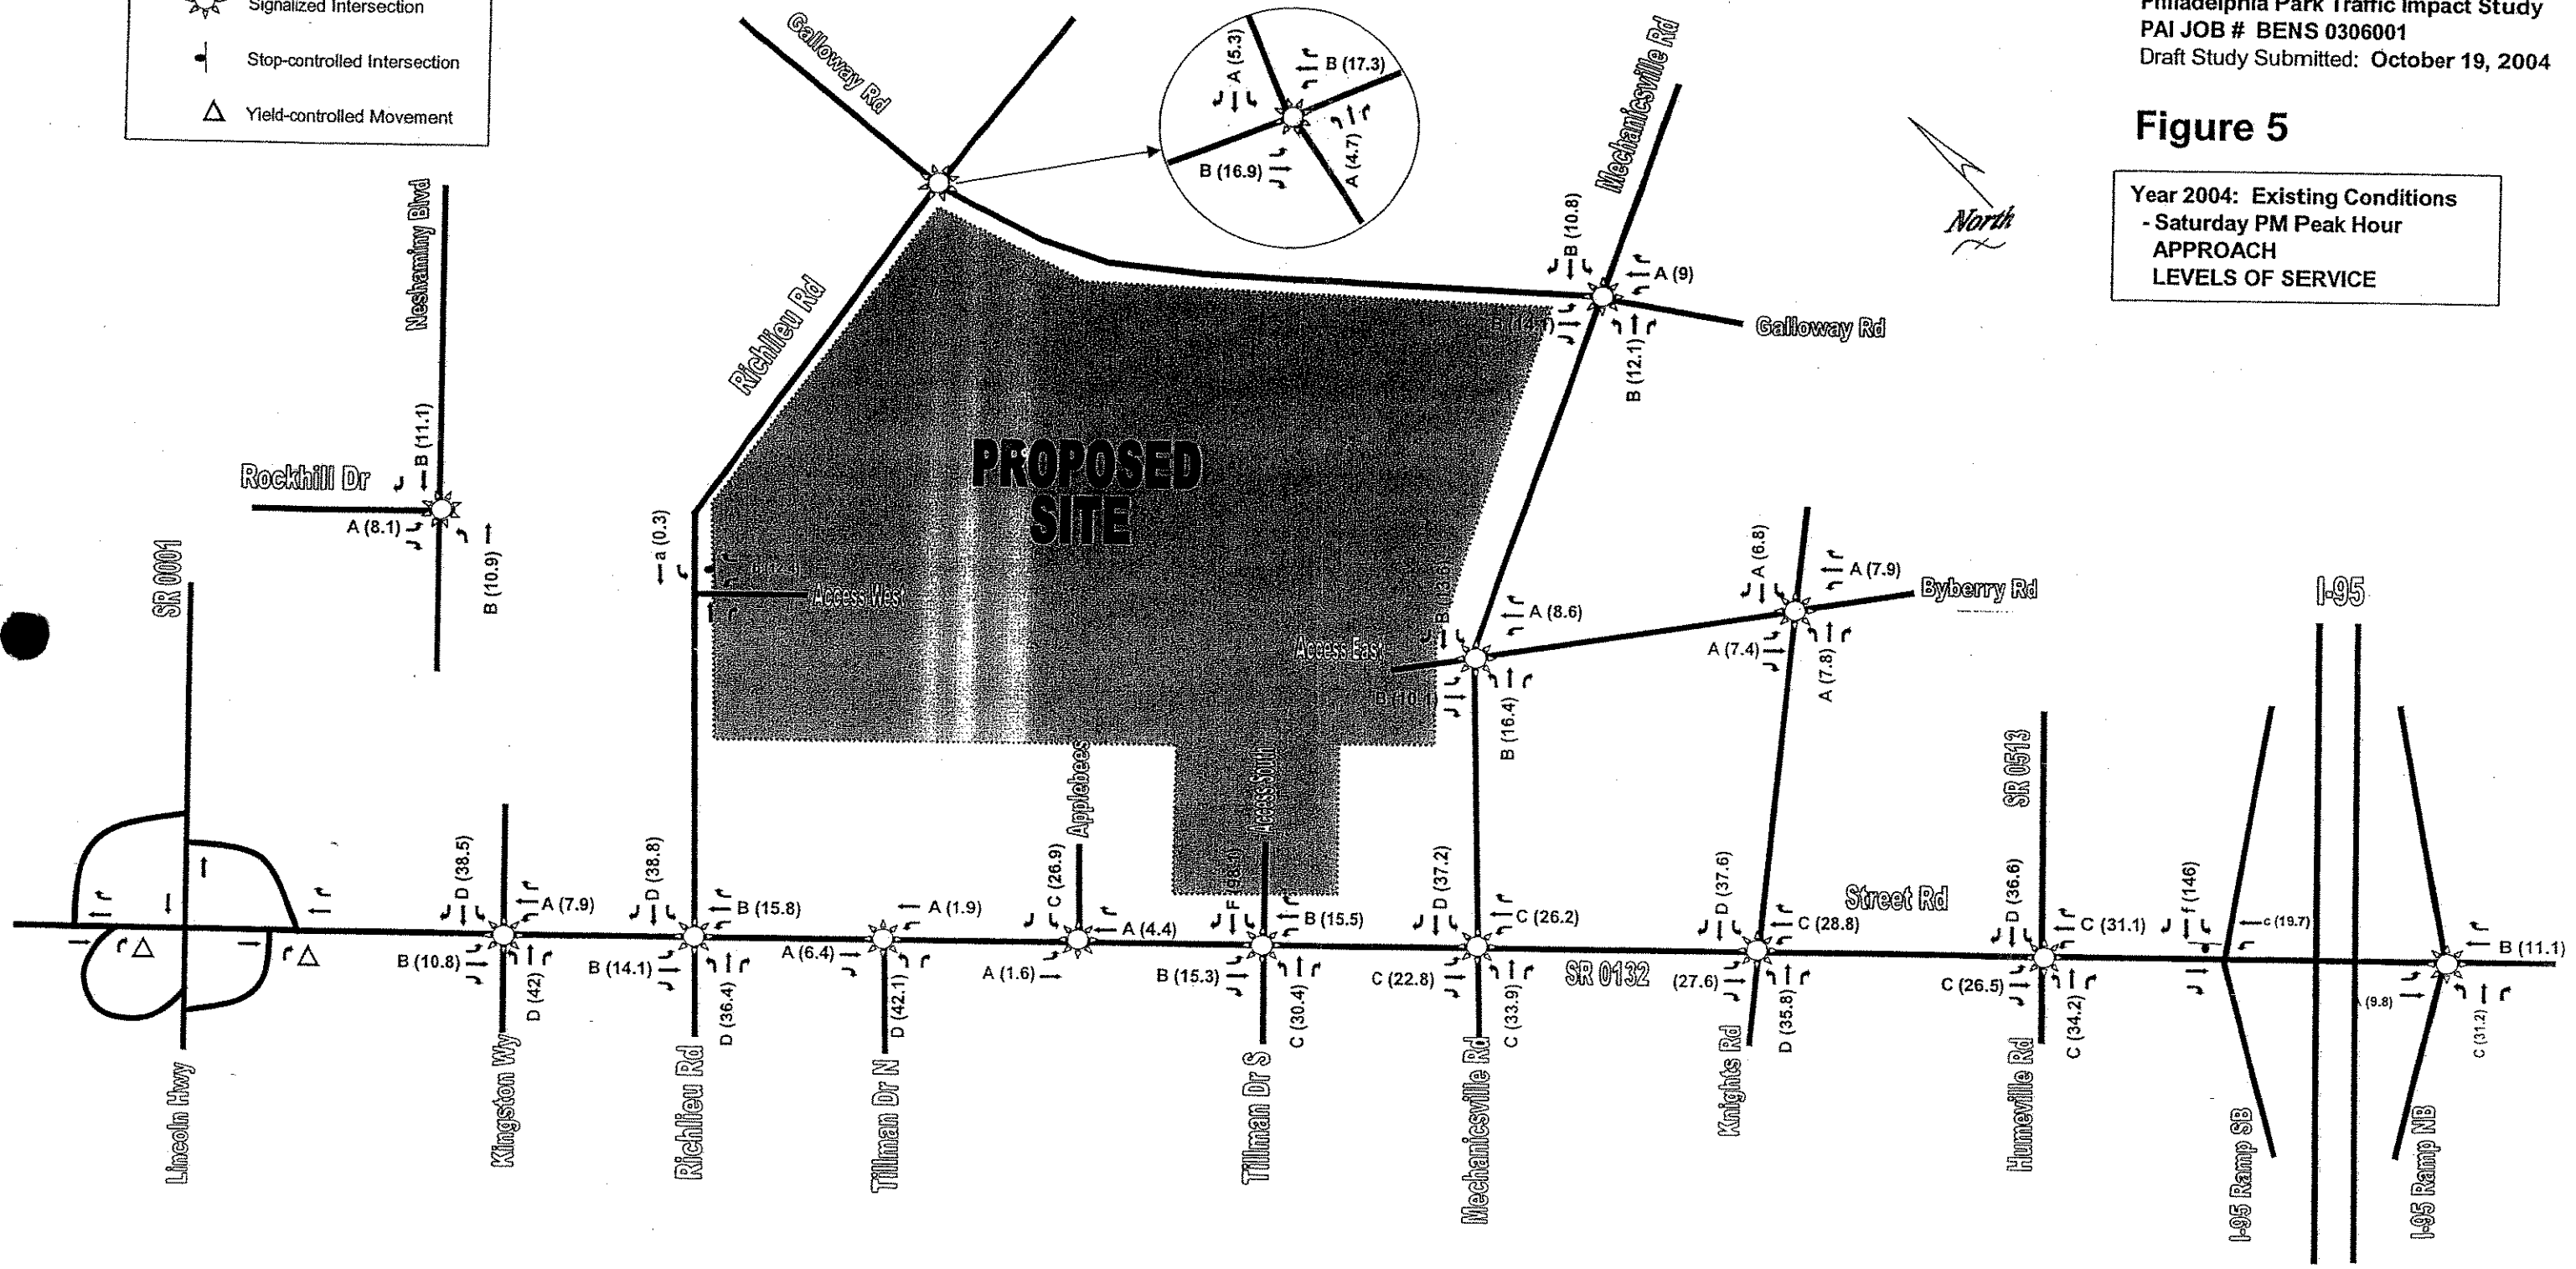 Signalized Intersection
Stop-controlled Intersection
Yield-controlled Movement
Philadelphia Park Traffic Impact Study
PAI JOB # BENS 0306001
Draft Study Submitted: October 19, 2004
Figure 5
Year 2004: Existing Conditions
- Saturday PM Peak Hour
APPROACH
LEVELS OF SERVICE
North
Galloway Rd
A (5.3)
B (17.3)
B (16.9)
A (4.7)
Mechanicsville Rd
B (10.8)
A (9)
B (12.1)
Galloway Rd
Neshaminy Blvd
B (11.1)
Rockhill Dr
A (8.1)
B (10.9)
Richlieu Rd
PROPOSED
SITE
a (0.3)
Access West
B (13.6)
A (8.6)
Access East
B (10.1)
B (16.4)
A (6.8)
A (7.9)
Byberry Rd
A (7.4)
A (7.8)
I-95
SR 0001
SR 0513
Applebees
Access South
D (38.5)
A (7.9)
B (10.8)
D (42)
D (38.8)
B (15.8)
B (14.1)
D (36.4)
A (1.9)
A (6.4)
D (42.1)
C (26.9)
A (4.4)
A (1.6)
B (15.5)
B (15.3)
C (30.4)
D (37.2)
C (26.2)
C (22.8)
C (33.9)
SR 0132
D (37.6)
C (28.8)
(27.6)
D (35.8)
Street Rd
D (36.6)
C (31.1)
C (26.5)
C (34.2)
f (146)
c (19.7)
B (11.1)
(9.8)
C (31.2)
Lincoln Hwy
Kingston Wy
Richlieu Rd
Tillman Dr N
Tillman Dr S
Mechanicsville Rd
Knights Rd
Humeville Rd
I-95 Ramp SB
I-95 Ramp NB